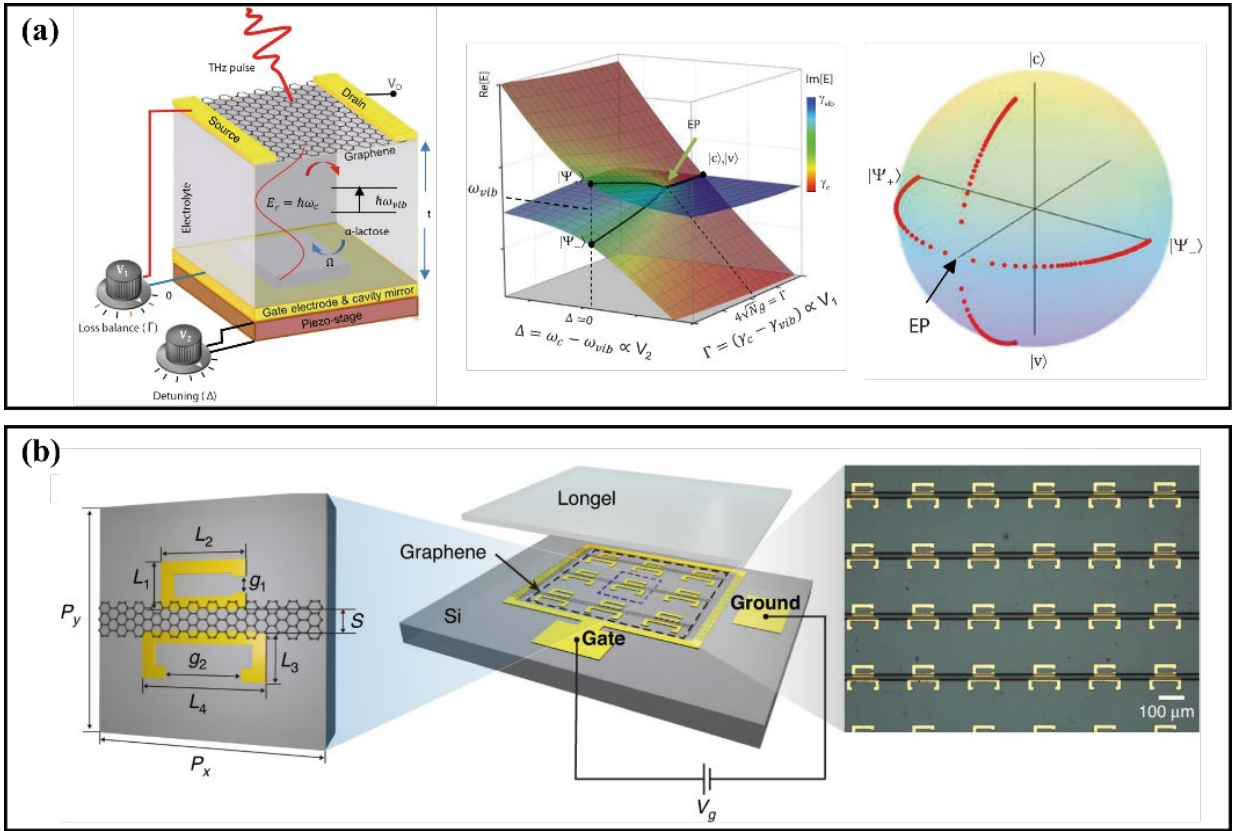 (a)
THz pulse
V_D
Drain
Source
Graphene
Electrolyte
t
E_c = ħω_c
ħω_vib
α-lactose
Ω
V_1
0
Gate electrode & cavity mirror
Piezo-stage
Loss balance (Γ)
V_2
Detuning (Δ)
Re[E]
Im[E]
γ_vib
γ_c
EP
|c⟩,|v⟩
ω_vib
|Ψ_−⟩
Δ=0
4√N g = Γ
Δ = ω_c − ω_vib ∝ V_2
Γ = (γ_c − γ_vib) ∝ V_1
|c⟩
|Ψ_+⟩
|Ψ_−⟩
EP
|v⟩
(b)
L_2
L_1
g_1
P_y
S
g_2
L_3
L_4
P_x
Longel
Graphene
Si
Ground
Gate
V_g
100 μm